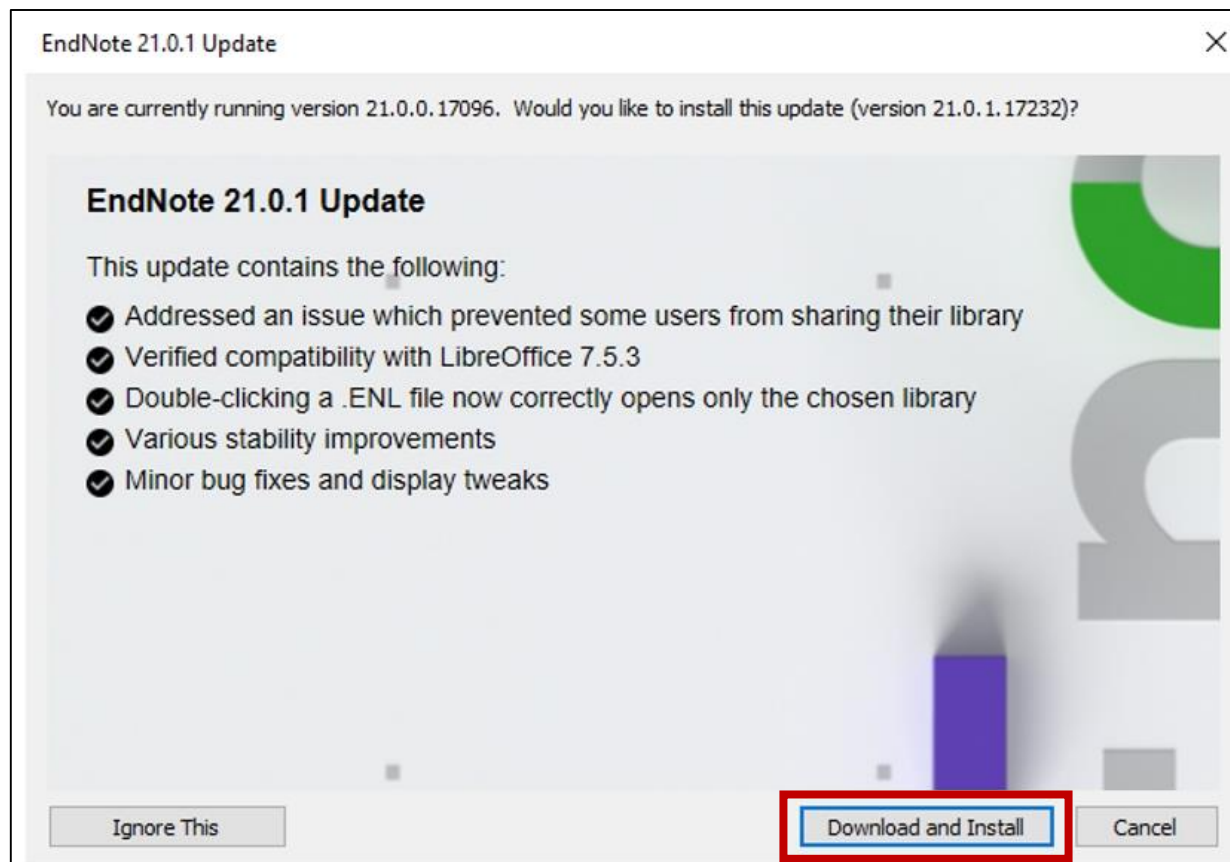 EndNote 21.0.1 Update
You are currently running version 21.0.0.17096. Would you like to install this update (version 21.0.1.17232)?
EndNote 21.0.1 Update
This update contains the following:
Addressed an issue which prevented some users from sharing their library
Verified compatibility with LibreOffice 7.5.3
Double-clicking a .ENL file now correctly opens only the chosen library
Various stability improvements
Minor bug fixes and display tweaks
Ignore This
Download and Install
Cancel